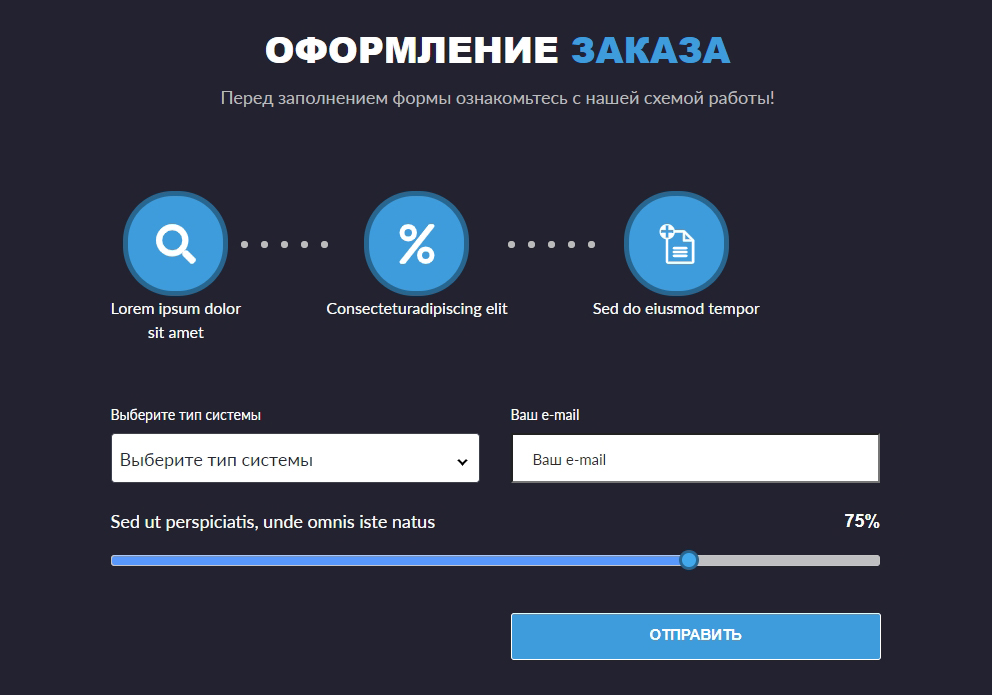 ОФОРМЛЕНИЕ ЗАКАЗА
Перед заполнением формы ознакомьтесь с нашей схемой работы!
Lorem ipsum dolor
sit amet
Consecteturadipiscing elit
Sed do eiusmod tempor
Выберите тип системы
Ваш e-mail
Выберите тип системы
Ваш e-mail
Sed ut perspiciatis, unde omnis iste natus
75%
ОТПРАВИТЬ